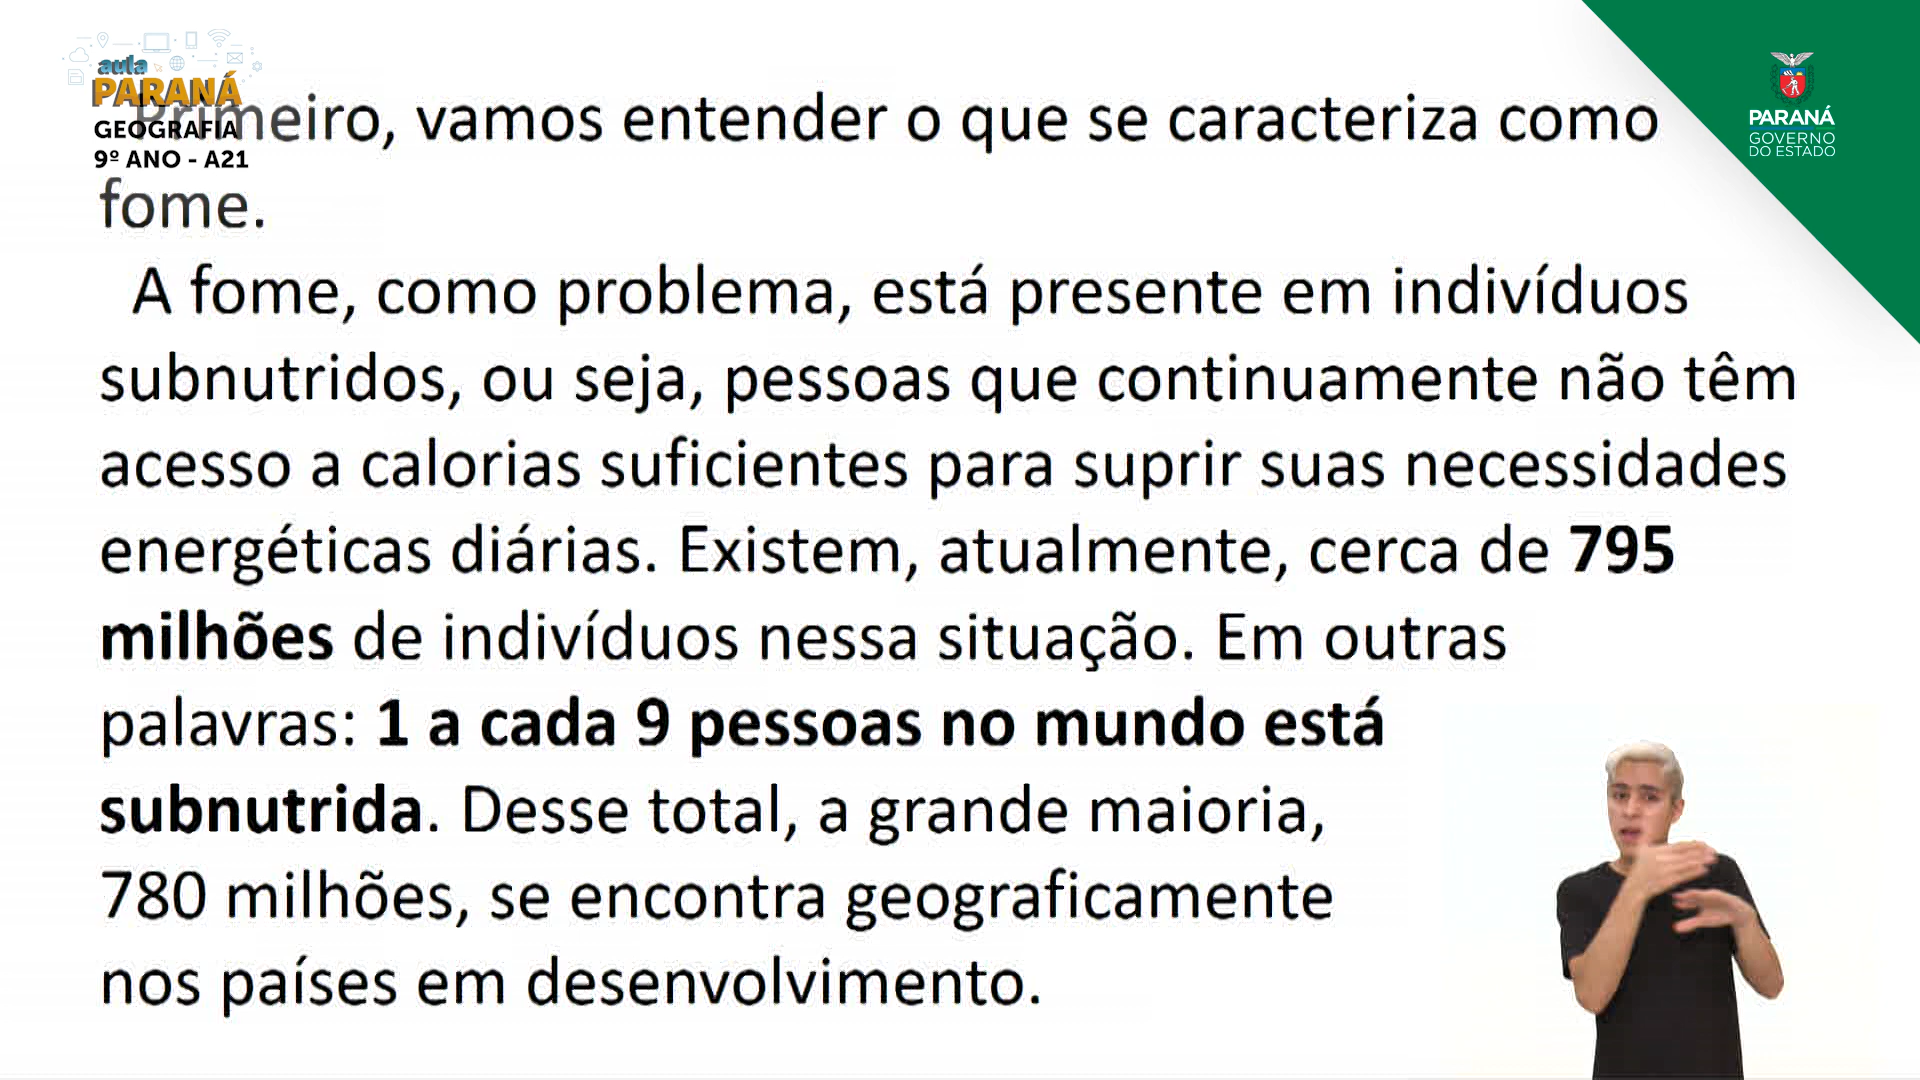 aula
PARANÁ
GEOGRAFIA
9º ANO - A21
Primeiro, vamos entender o que se caracteriza como
fome.
A fome, como problema, está presente em indivíduos
subnutridos, ou seja, pessoas que continuamente não têm
acesso a calorias suficientes para suprir suas necessidades
energéticas diárias. Existem, atualmente, cerca de 795
milhões de indivíduos nessa situação. Em outras
palavras: 1 a cada 9 pessoas no mundo está
subnutrida. Desse total, a grande maioria,
780 milhões, se encontra geograficamente
nos países em desenvolvimento.
PARANÁ
GOVERNO
DO ESTADO